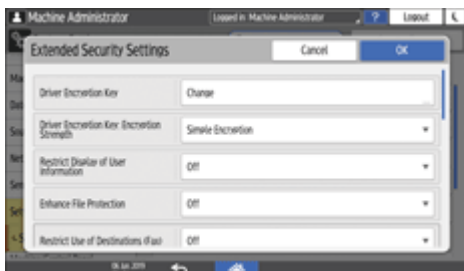 Machine Administrator
Logged in: Machine Administrator
?
Logout
Extended Security Settings
Cancel
OK
Driver Encryption Key
Change
Driver Encryption Key: Encryption
Strength
Simple Encryption
Restrict Display of User
Information
Off
Enhance File Protection
Off
Restrict Use of Destinations (Fax)
Off
2019